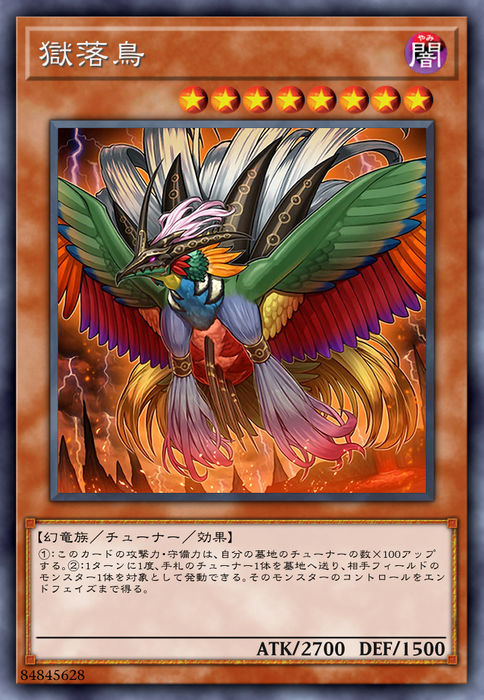 獄落鳥
やみ
闇
【幻竜族／チューナー／効果】
①:このカードの攻撃力・守備力は、自分の墓地のチューナーの数×100アップ
する。②:1ターンに1度、手札のチューナー1体を墓地へ送り、相手フィールドの
モンスター1体を対象として発動できる。そのモンスターのコントロールをエン
ドフェイズまで得る。
ATK/2700 DEF/1500
84845628